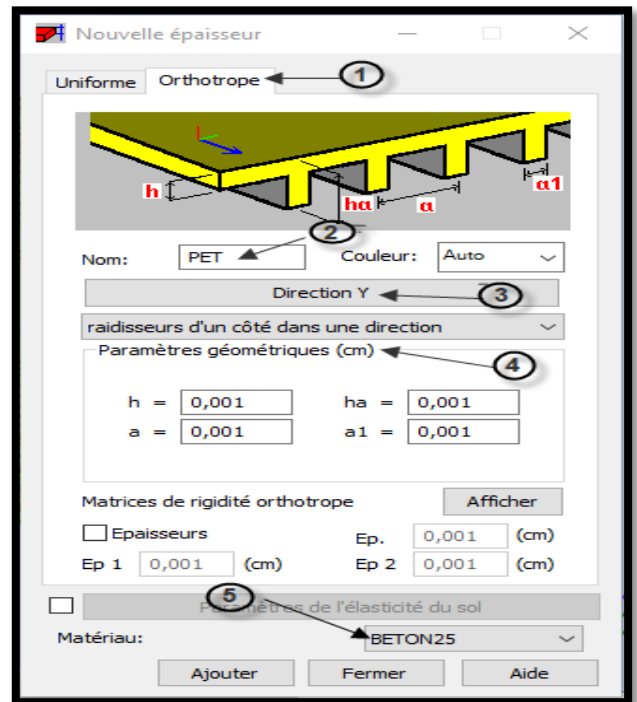 Nouvelle épaisseur
Uniforme Orthotrope 1
h ha a a1
2
Nom: PET Couleur: Auto
Direction Y 3
raidisseurs d'un côté dans une direction
Paramètres géométriques (cm)
4
h = 0,001 ha = 0,001
a = 0,001 a1 = 0,001
Matrices de rigidité orthotrope Afficher
Epaisseurs Ep. 0,001 (cm)
Ep 1 0,001 (cm) Ep 2 0,001 (cm)
5
Paramètres de l'élasticité du sol
Matériau: BETON25
Ajouter Fermer Aide